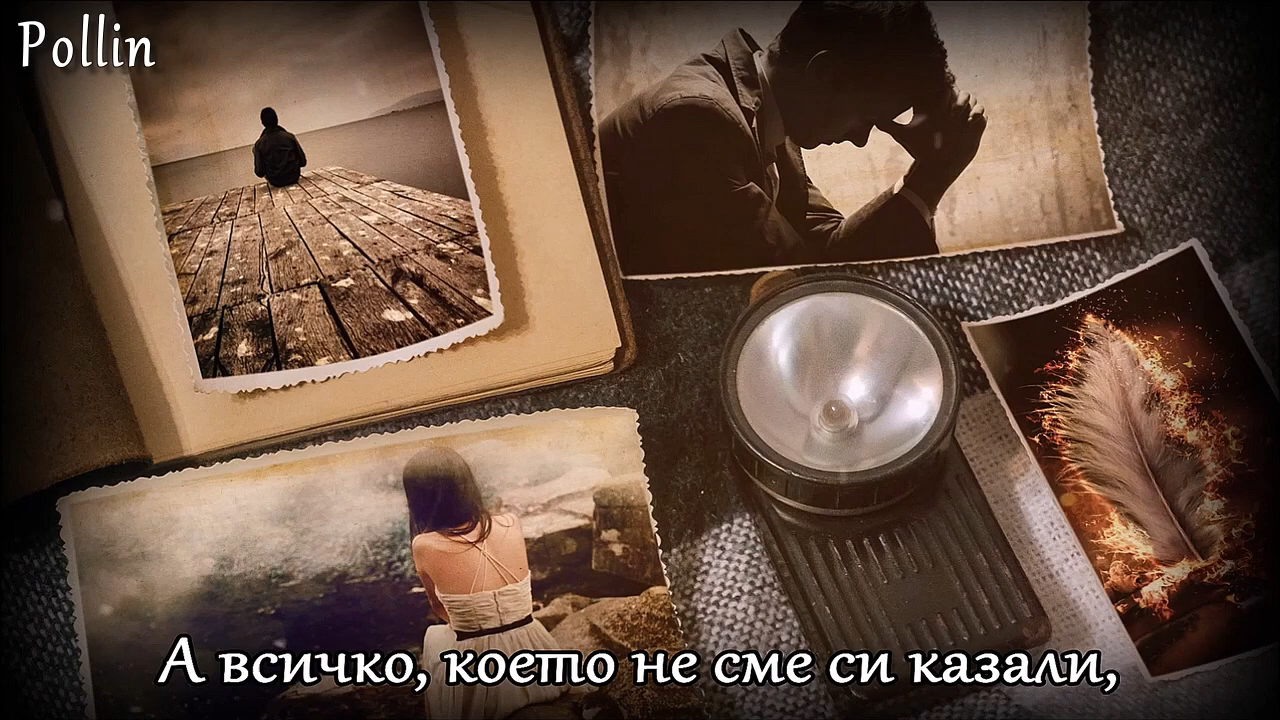 Pollin
А всичко, което не сме си казали,